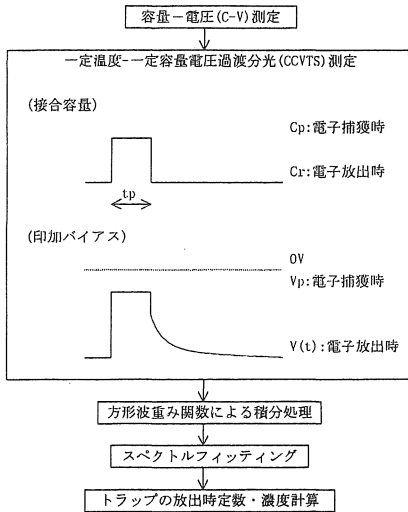 容量－電圧(C-V)測定
一定温度-一定容量電圧過渡分光(CCVTS)測定
(接合容量)
Cp:電子捕獲時
Cr:電子放出時
tp
(印加バイアス)
0V
Vp:電子捕獲時
V(t):電子放出時
方形波重み関数による積分処理
スペクトルフィッティング
トラップの放出時定数・濃度計算